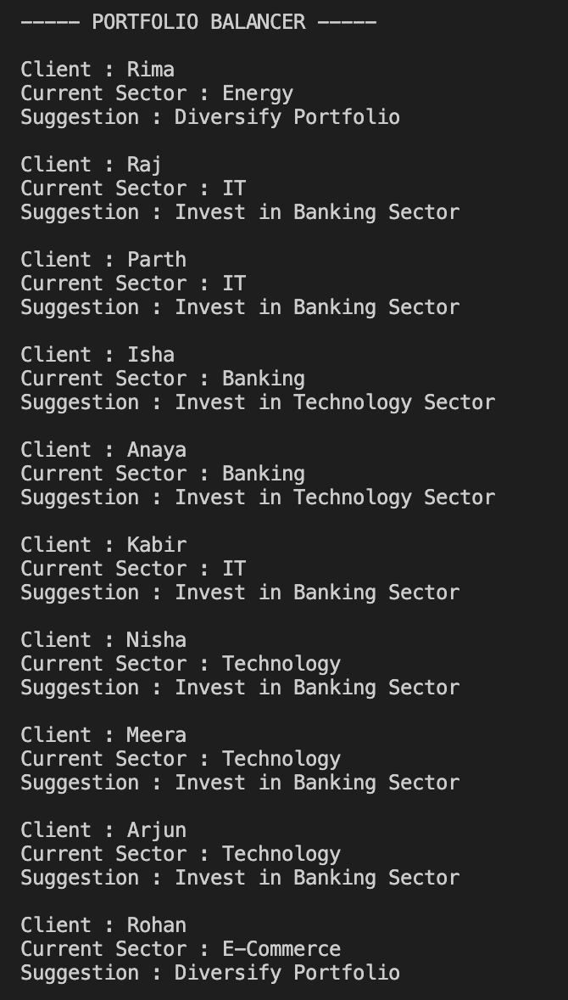 ----- PORTFOLIO BALANCER -----
Client : Rima
Current Sector : Energy
Suggestion : Diversify Portfolio
Client : Raj
Current Sector : IT
Suggestion : Invest in Banking Sector
Client : Parth
Current Sector : IT
Suggestion : Invest in Banking Sector
Client : Isha
Current Sector : Banking
Suggestion : Invest in Technology Sector
Client : Anaya
Current Sector : Banking
Suggestion : Invest in Technology Sector
Client : Kabir
Current Sector : IT
Suggestion : Invest in Banking Sector
Client : Nisha
Current Sector : Technology
Suggestion : Invest in Banking Sector
Client : Meera
Current Sector : Technology
Suggestion : Invest in Banking Sector
Client : Arjun
Current Sector : Technology
Suggestion : Invest in Banking Sector
Client : Rohan
Current Sector : E-Commerce
Suggestion : Diversify Portfolio